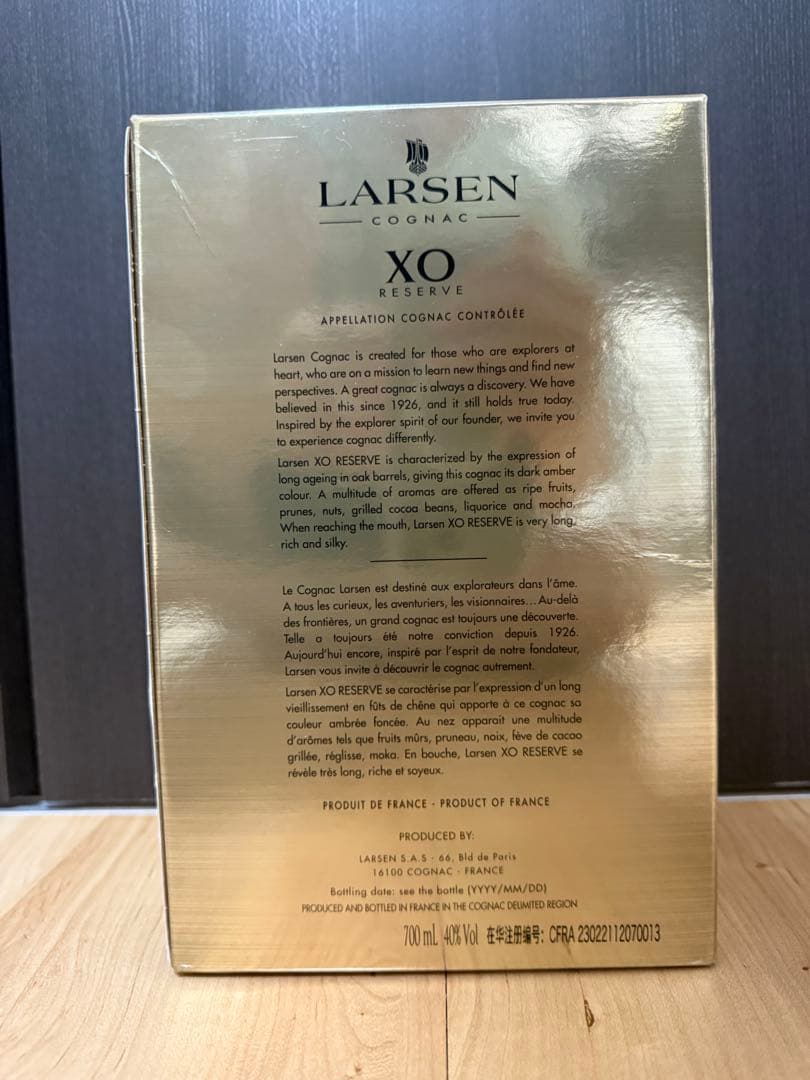 LARSEN
COGNAC
XO
RESERVE
APPELLATION COGNAC CONTRÔLÉE
Larsen Cognac is created for those who are explorers at
heart, who are on a mission to learn new things and find new
perspectives. A great cognac is always a discovery. We have
believed in this since 1926, and it still holds true today.
Inspired by the explorer spirit of our founder, we invite you
to experience cognac differently.
Larsen XO RESERVE is characterized by the expression of
long ageing in oak barrels, giving this cognac its dark amber
colour. A multitude of aromas are offered as ripe fruits,
prunes, nuts, grilled cocoa beans, liquorice and mocha.
When reaching the mouth, Larsen XO RESERVE is very long,
rich and silky.
Le Cognac Larsen est destiné aux explorateurs dans l'âme.
A tous les curieux, les aventuriers, les visionnaires... Au-delà
des frontières, un grand cognac est toujours une découverte.
Telle a toujours été notre conviction depuis 1926.
Aujourd'hui encore, inspiré par l'esprit de notre fondateur,
Larsen vous invite à découvrir le cognac autrement.
Larsen XO RESERVE se caractérise par l'expression d'un long
vieillissement en fûts de chêne qui apporte à ce cognac sa
couleur ambrée foncée. Au nez apparait une multitude
d'arômes tels que fruits mûrs, pruneau, noix, fève de cacao
grillée, réglisse, moka. En bouche, Larsen XO RESERVE se
révèle très long, riche et soyeux.
PRODUIT DE FRANCE - PRODUCT OF FRANCE
PRODUCED BY:
LARSEN S.A.S - 66, Bld de Paris
16100 COGNAC - FRANCE
Bottling date: see the bottle (YYYY/MM/DD)
PRODUCED AND BOTTLED IN FRANCE IN THE COGNAC DELIMITED REGION
700 mL 40% Vol 在华注册编号: CFRA 23022112070013